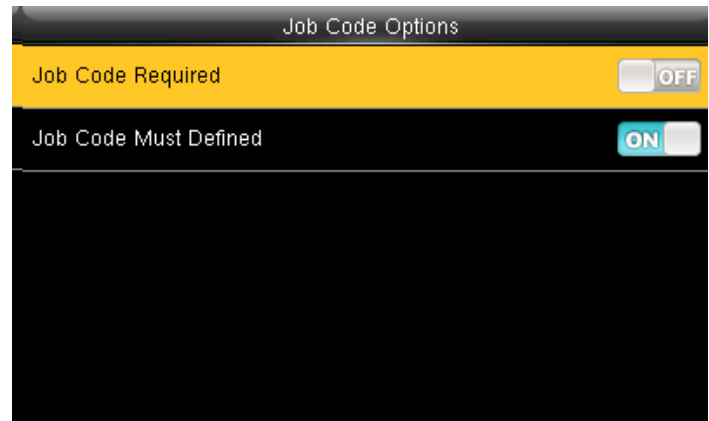 Job Code Options
Job Code Required OFF
Job Code Must Defined ON